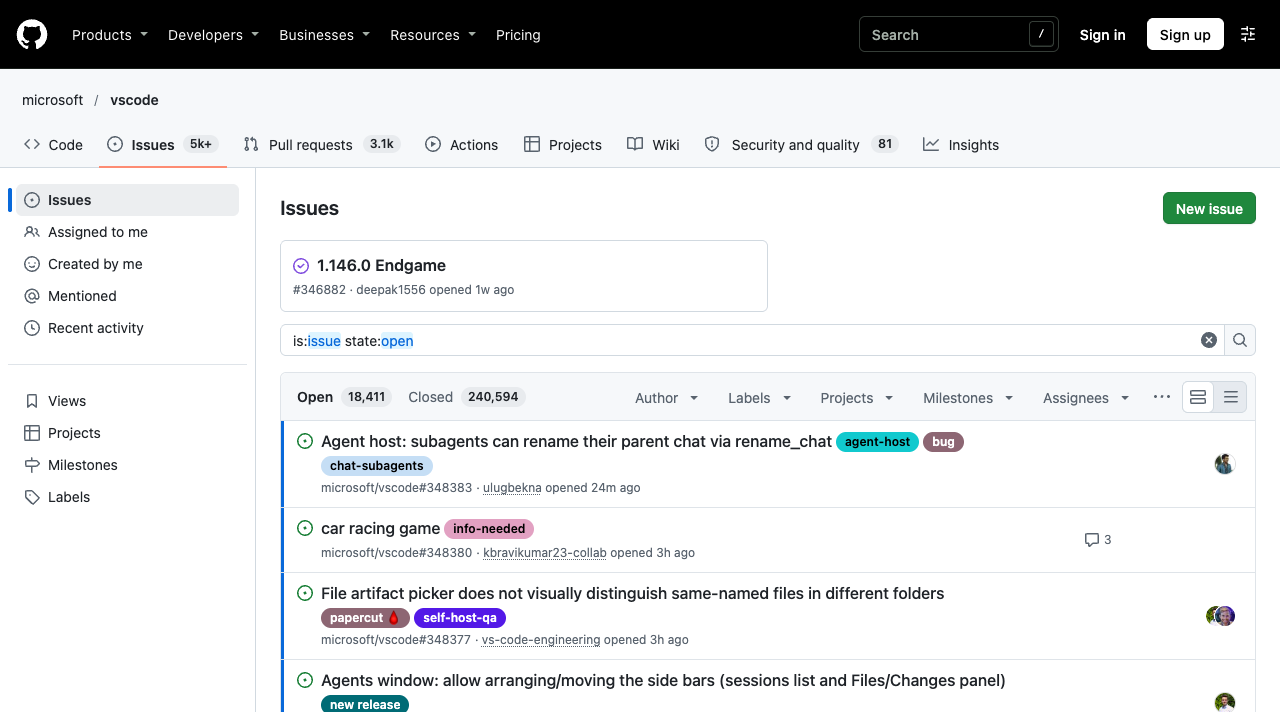 Products Developers Businesses Resources Pricing Search / Sign in Sign up
microsoft / vscode
Code Issues 5k+ Pull requests 3.1k Actions Projects Wiki Security and quality 81 Insights
Issues
Assigned to me
Created by me
Mentioned
Recent activity
Views
Projects
Milestones
Labels
Issues New issue
1.146.0 Endgame
#346882 · deepak1556 opened 1w ago
is:issue state:open
Open 18,411 Closed 240,594 Author Labels Projects Milestones Assignees
Agent host: subagents can rename their parent chat via rename_chat agent-host bug
chat-subagents
microsoft/vscode#348383 · ulugbekna opened 24m ago
car racing game info-needed
microsoft/vscode#348380 · kbravikumar23-collab opened 3h ago 3
File artifact picker does not visually distinguish same-named files in different folders
papercut 🩸 self-host-qa
microsoft/vscode#348377 · vs-code-engineering opened 3h ago
Agents window: allow arranging/moving the side bars (sessions list and Files/Changes panel)
new release